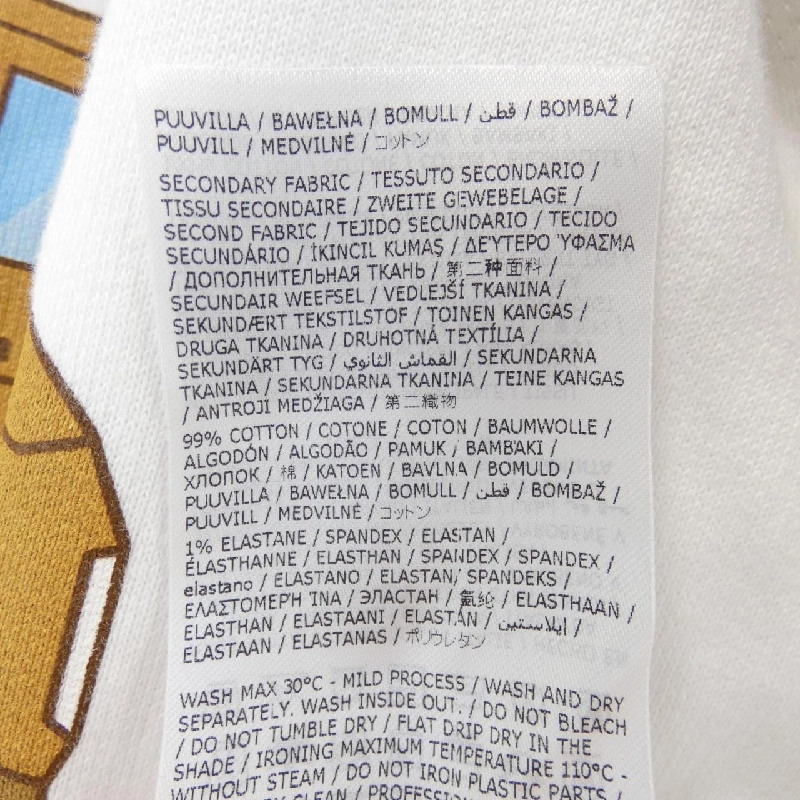 PUUVILLA / BAWEŁNA / BOMULL / قطن / BOMBAŽ /
PUUVILL / MEDVILNĖ / コットン
SECONDARY FABRIC / TESSUTO SECONDARIO /
TISSU SECONDAIRE / ZWEITE GEWEBELAGE /
SECOND FABRIC / TEJIDO SECUNDARIO / TECIDO
SECUNDÁRIO / İKINCIL KUMAŞ / ΔΕΎΤΕΡΟ ΎΦΑΣΜΑ
/ ДОПОЛНИТЕЛЬНАЯ ТКАНЬ / 第二种面料 /
SECUNDAIR WEEFSEL / VEDLEJŠÍ TKANINA /
SEKUNDÆRT TEKSTILSTOF / TOINEN KANGAS /
DRUGA TKANINA / DRUHOTNÁ TEXTÍLIA /
SEKUNDÄRT TYG / القماش الثانوي / SEKUNDARNA
TKANINA / SEKUNDARNA TKANINA / TEINE KANGAS
/ ANTROJI MEDŽIAGA / 第二織物
99% COTTON / COTONE / COTON / BAUMWOLLE /
ALGODÓN / ALGODÃO / PAMUK / ΒΑΜΒΆΚΙ /
ХЛОПОК / 棉 / KATOEN / BAVLNA / BOMULD /
PUUVILLA / BAWEŁNA / BOMULL / قطن / BOMBAŽ /
PUUVILL / MEDVILNĖ / コットン
1% ELASTANE / SPANDEX / ELASTAN /
ÉLASTHANNE / ELASTHAN / SPANDEX / SPANDEX /
elastano / ELASTANO / ELASTAN / SPANDEKS /
ΕΛΑΣΤΟΜΕΡΉ ΊΝΑ / ЭЛАСТАН / 氨纶 / ELASTHAAN /
ELASTHAN / ELASTAANI / ELASTÁN / إيلاستين /
ELASTAAN / ELASTANAS / ポリウレタン
WASH MAX 30°C - MILD PROCESS / WASH AND DRY
SEPARATELY. WASH INSIDE OUT. / DO NOT BLEACH
/ DO NOT TUMBLE DRY / FLAT DRIP DRY IN THE
SHADE / IRONING MAXIMUM TEMPERATURE 110°C -
WITHOUT STEAM / DO NOT IRON PLASTIC PARTS /
DRY CLEAN /